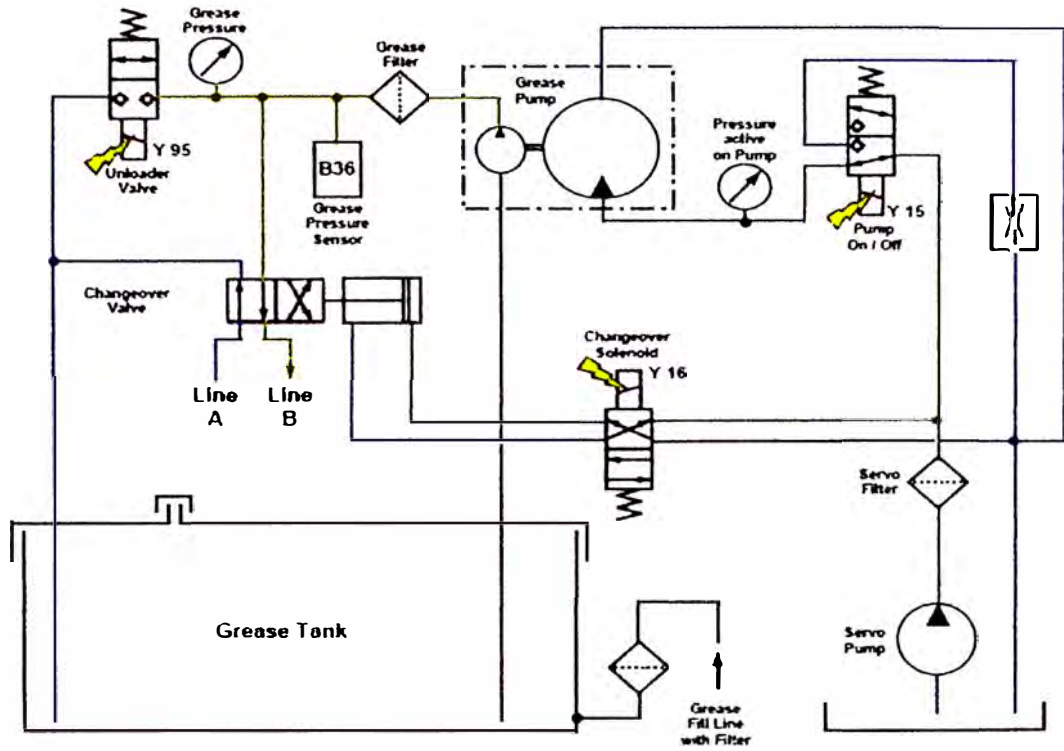 Grease
Pressure
Grease
Filter
Grease
Pump
Pressure
active
on Pump
Y 95
Unloader
Valve
B36
Grease
Pressure
Sensor
Y 15
Pump
On / Off
Changeover
Valve
Changeover
Solenoid
Y 16
Line
A
Line
B
Servo
Filter
Grease Tank
Servo
Pump
Grease
Fill Line
with Filter